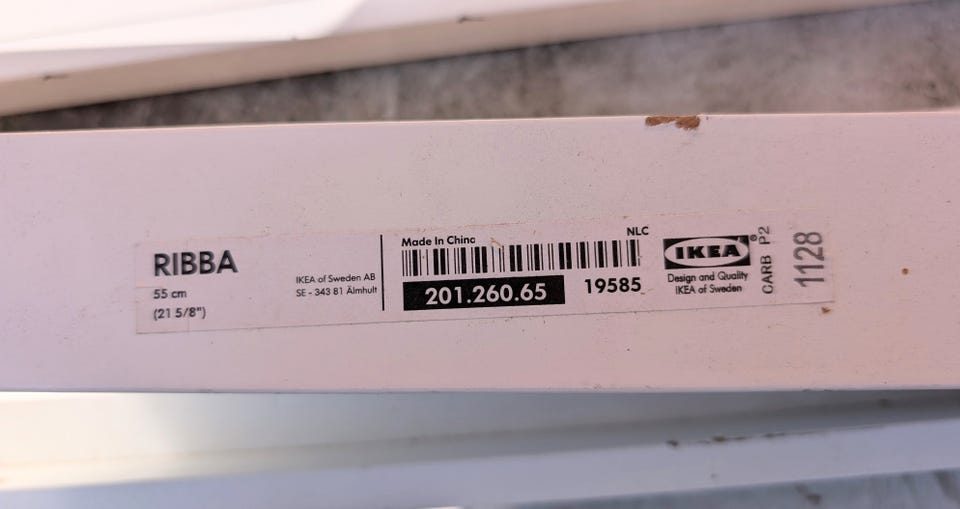 RIBBA
55 cm
(21 5/8")
IKEA of Sweden AB
SE - 343 81 Älmhult
Made In China
NLC
201.260.65
19585
IKEA®
Design and Quality
IKEA of Sweden
CARB P2
1128